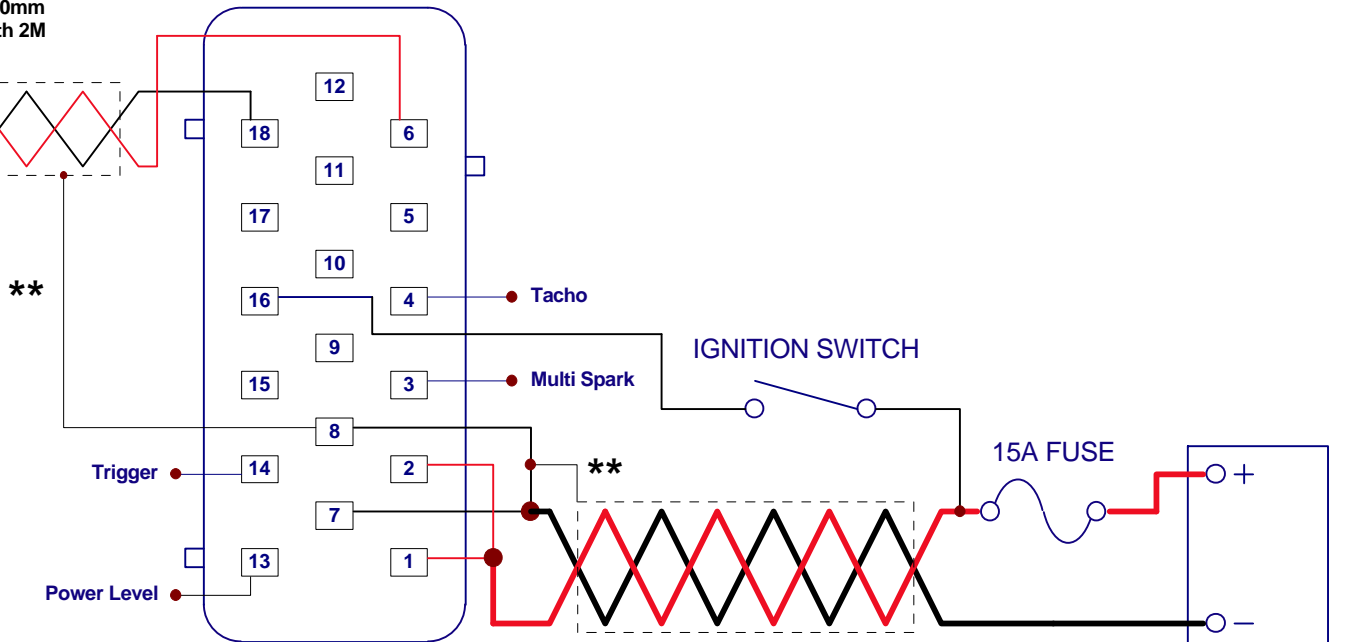 0mm
th 2M
12
18
6
11
17
5
10
**
16
4
Tacho
9
IGNITION SWITCH
15
3
Multi Spark
8
15A FUSE
Trigger
14
2
**
+
7
13
1
Power Level
−